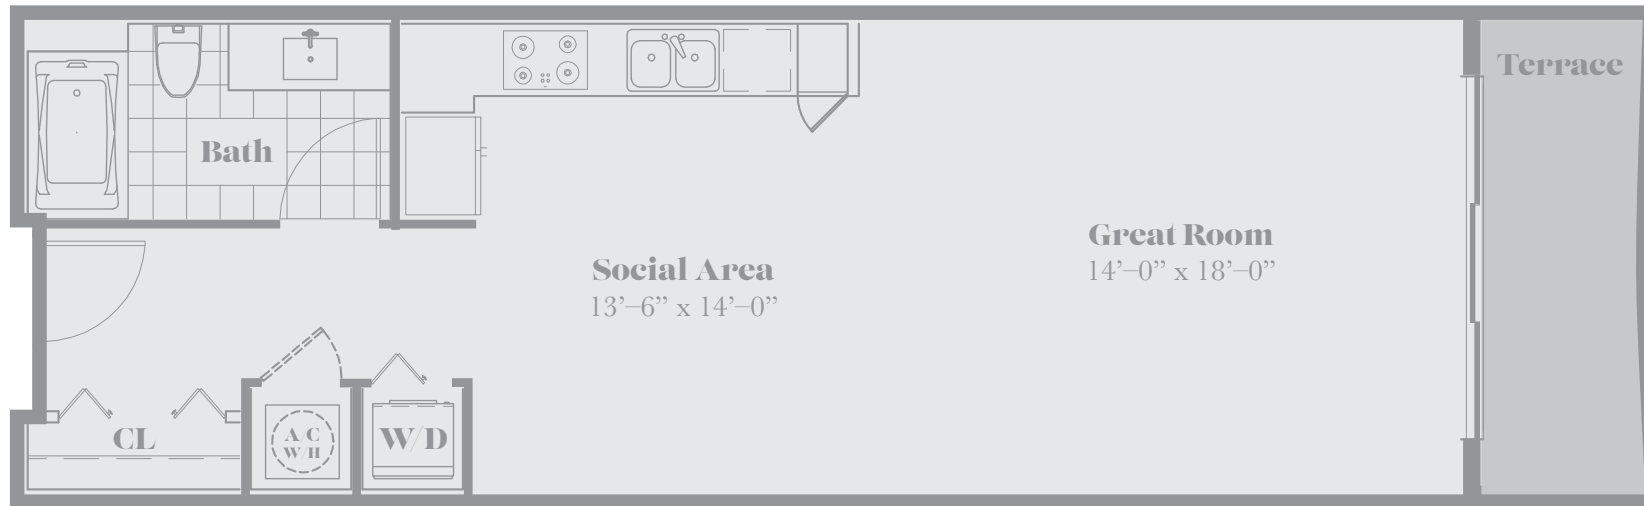 Terrace
Bath
Great Room
14’–0” x 18’–0”
Social Area
13’–6” x 14’–0”
CL
A/C
W/H
W/D